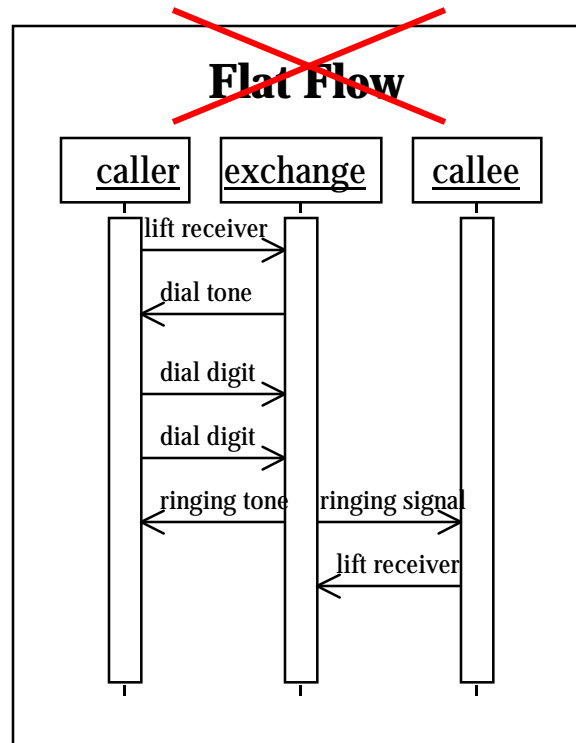 Flat Flow
caller exchange callee
lift receiver
dial tone
dial digit
dial digit
ringing tone ringing signal
lift receiver